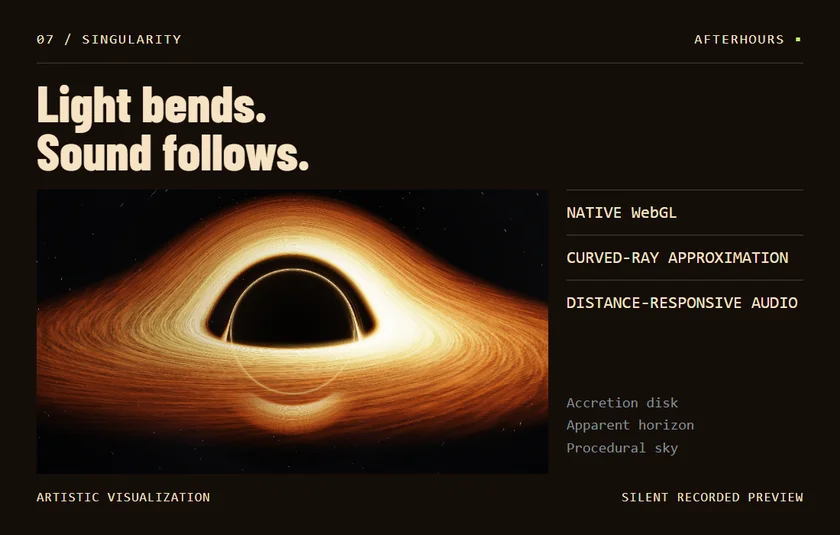 07 / SINGULARITY
AFTERHOURS
Light bends.
Sound follows.
NATIVE WebGL
CURVED-RAY APPROXIMATION
DISTANCE-RESPONSIVE AUDIO
Accretion disk
Apparent horizon
Procedural sky
ARTISTIC VISUALIZATION
SILENT RECORDED PREVIEW